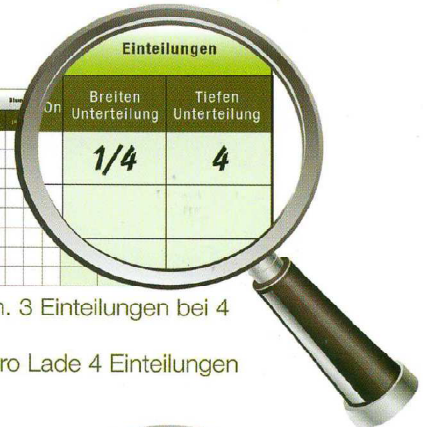 Einteilungen
Breiten Tiefen
Unterteilung Unterteilung
1/4 4
n. 3 Einteilungen bei 4
ro Lade 4 Einteilungen